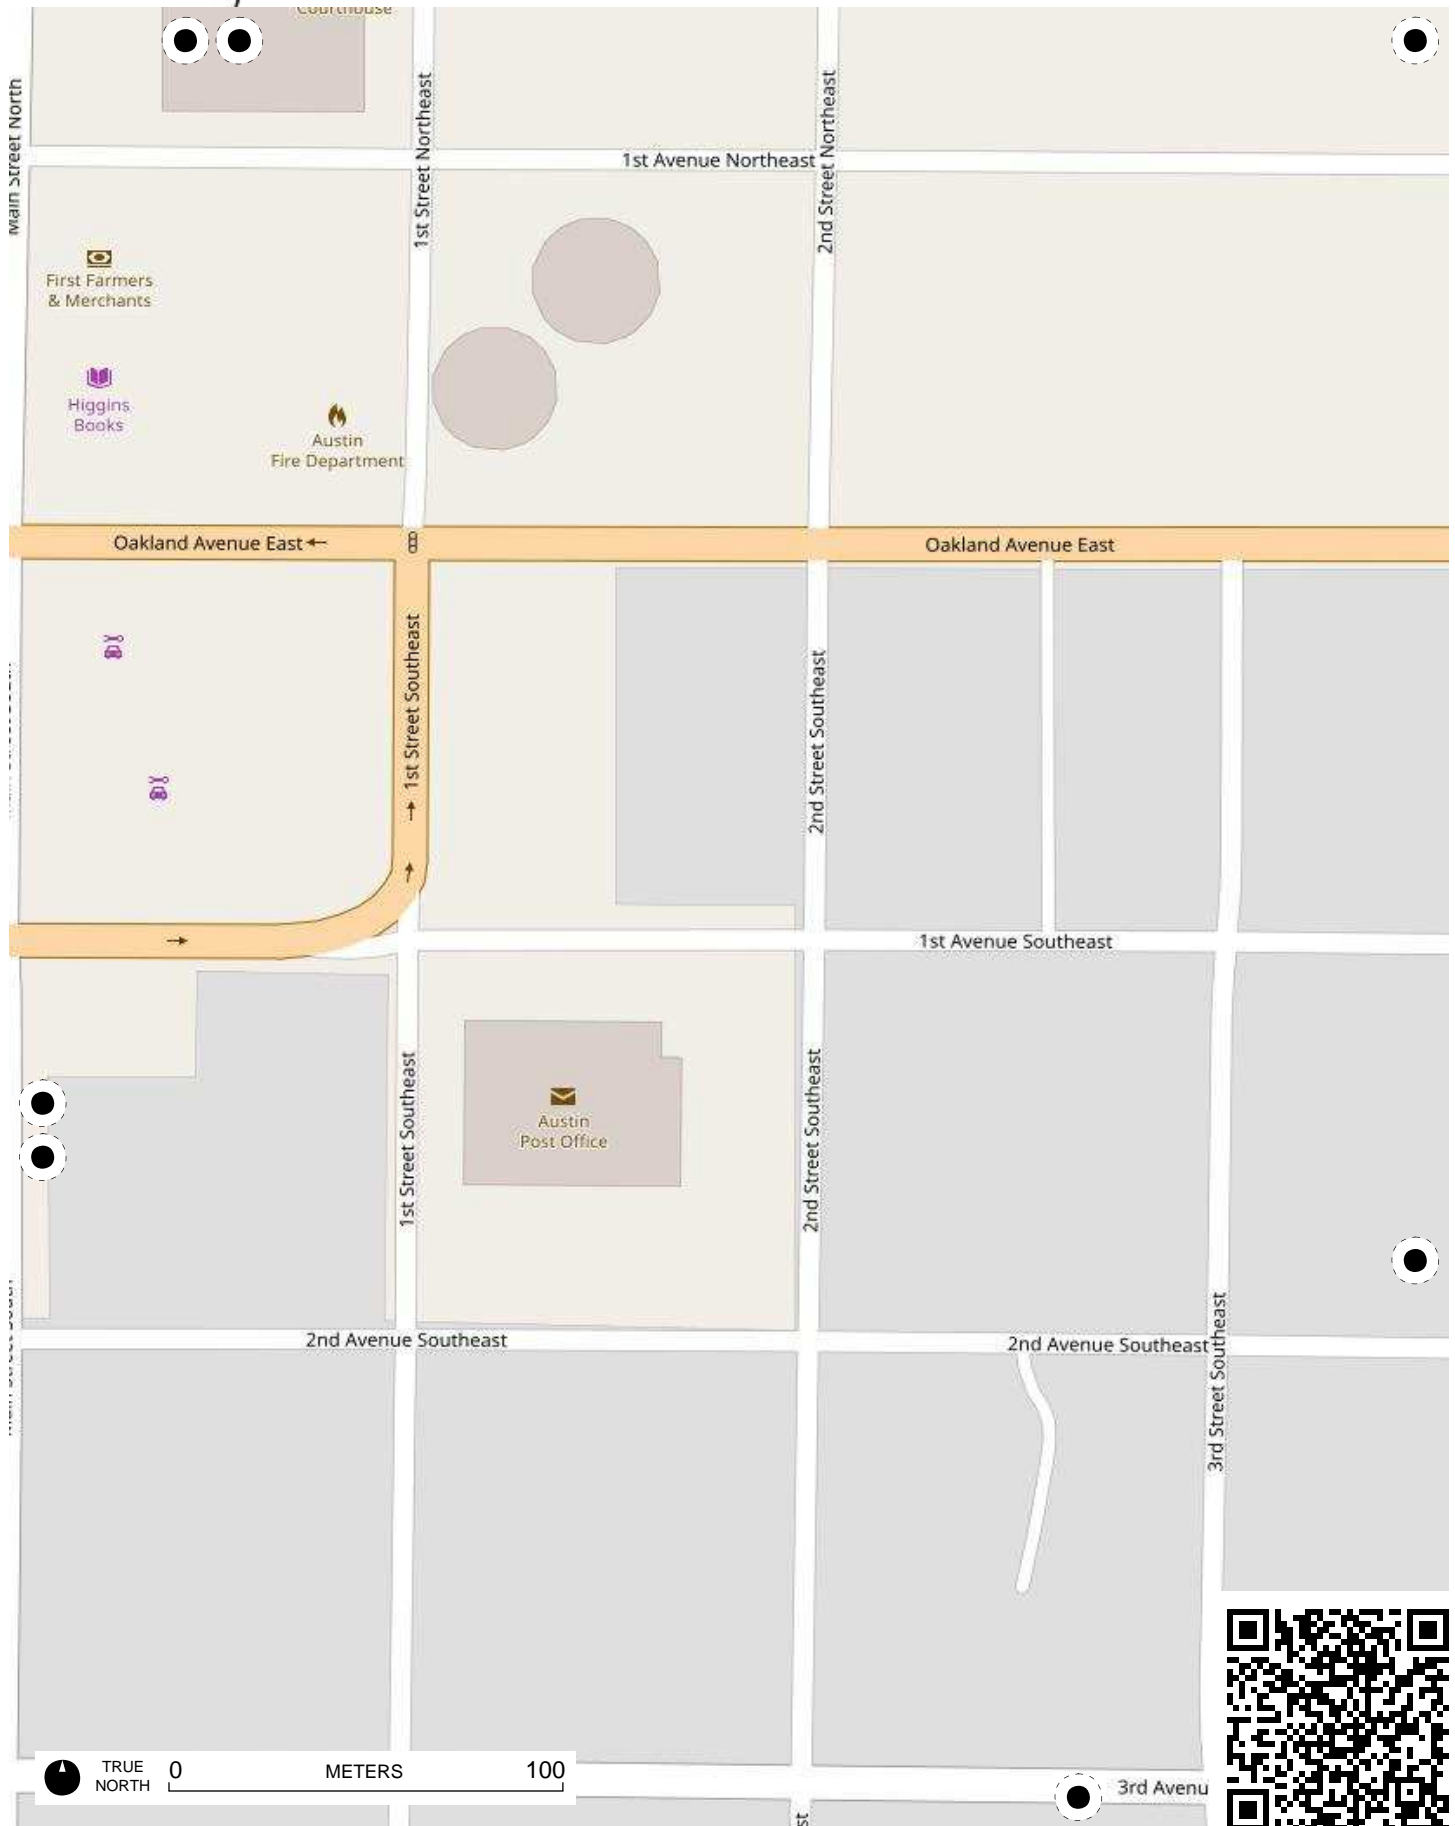 Courthouse
Main Street North
1st Street Northeast
2nd Street Northeast
1st Avenue Northeast
First Farmers
& Merchants
Higgins
Books
Austin
Fire Department
Oakland Avenue East
Oakland Avenue East
1st Street Southeast
2nd Street Southeast
1st Avenue Southeast
1st Street Southeast
Austin
Post Office
2nd Street Southeast
2nd Avenue Southeast
2nd Avenue Southeast
3rd Street Southeast
TRUE
NORTH
0
METERS
100
3rd Avenu
st